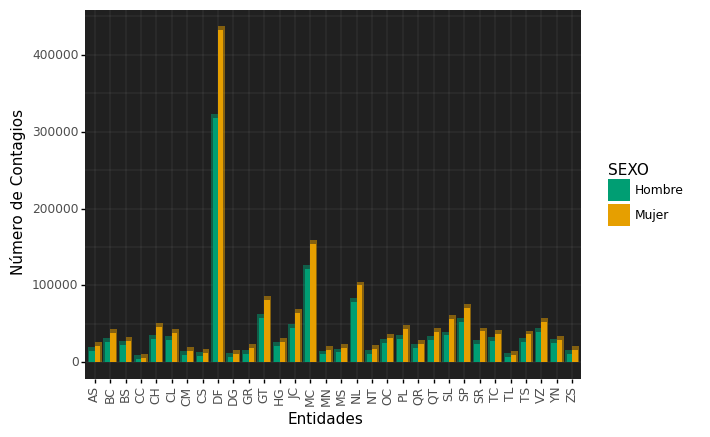 400000
300000
200000
100000
0
Número de Contagios
AS BC BS CC CH CL CM CS DF DG GR GT HG JC MC MN MS NL NT OC PL QR QT SL SP SR TC TL TS VZ YN ZS
Entidades
SEXO
Hombre
Mujer